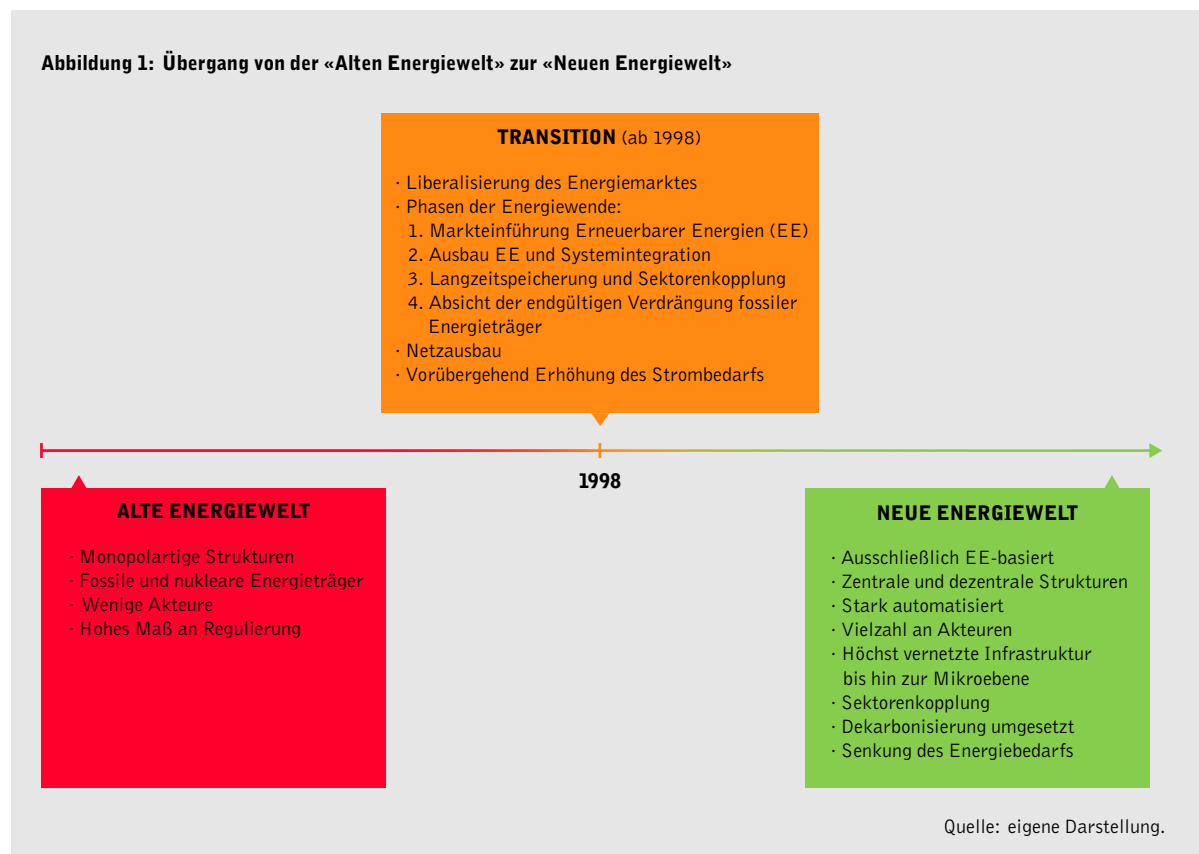 Abbildung 1: Übergang von der «Alten Energiewelt» zur «Neuen Energiewelt»
TRANSITION (ab 1998)
· Liberalisierung des Energiemarktes
· Phasen der Energiewende:
1. Markteinführung Erneuerbarer Energien (EE)
2. Ausbau EE und Systemintegration
3. Langzeitspeicherung und Sektorenkopplung
4. Absicht der endgültigen Verdrängung fossiler
Energieträger
· Netzausbau
· Vorübergehend Erhöhung des Strombedarfs
1998
ALTE ENERGIEWELT
· Monopolartige Strukturen
· Fossile und nukleare Energieträger
· Wenige Akteure
· Hohes Maß an Regulierung
NEUE ENERGIEWELT
· Ausschließlich EE-basiert
· Zentrale und dezentrale Strukturen
· Stark automatisiert
· Vielzahl an Akteuren
· Höchst vernetzte Infrastruktur
bis hin zur Mikroebene
· Sektorenkopplung
· Dekarbonisierung umgesetzt
· Senkung des Energiebedarfs
Quelle: eigene Darstellung.